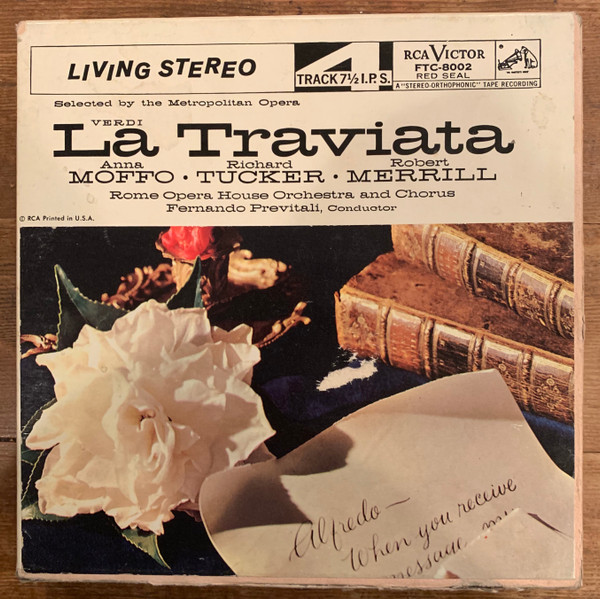 LIVING STEREO
4
TRACK 7½ I.P.S.
RCA VICTOR
FTC-8002
RED SEAL
A "STEREO-ORTHOPHONIC" TAPE RECORDING
Selected by the Metropolitan Opera
VERDI
La Traviata
Anna Richard Robert
MOFFO • TUCKER • MERRILL
Rome Opera House Orchestra and Chorus
Fernando Previtali, Conductor
© RCA Printed in U.S.A.
Alfredo—
When you receive
message my